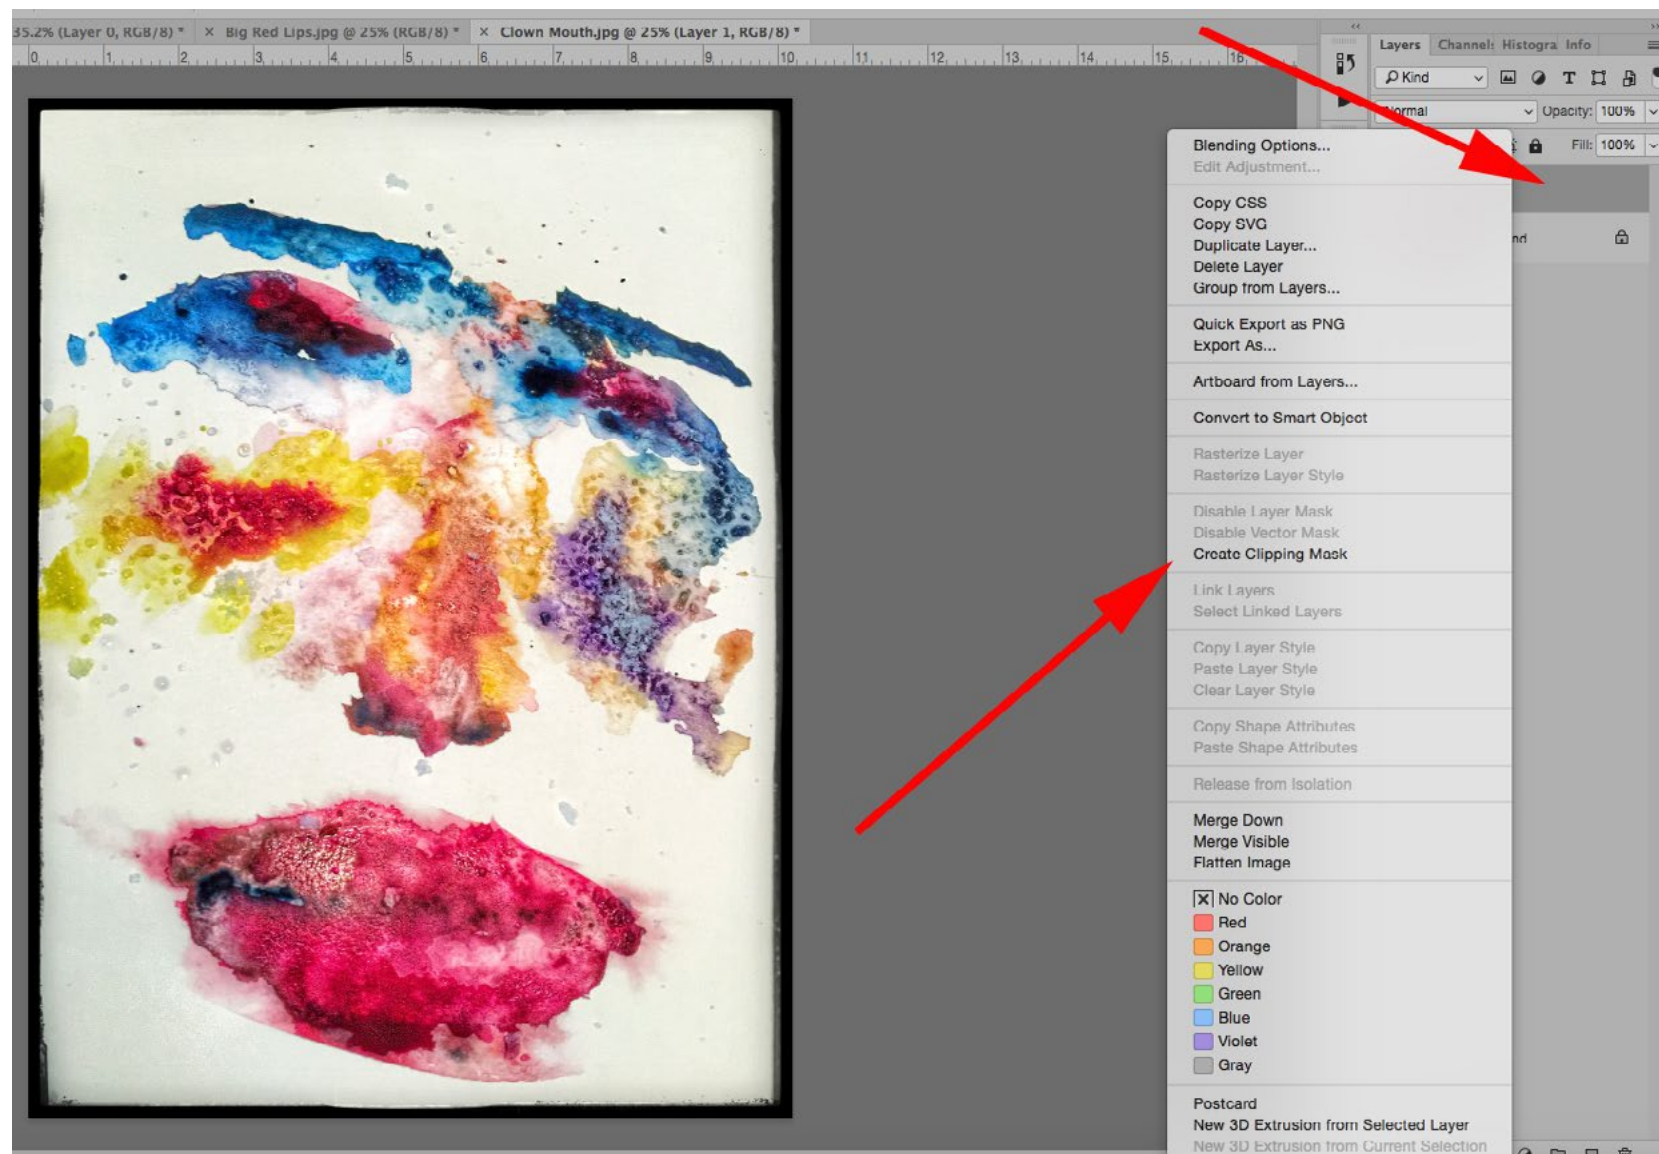 35.2% (Layer 0, RGB/8) * × Big Red Lips.jpg @ 25% (RGB/8) * × Clown Mouth.jpg @ 25% (Layer 1, RGB/8) *
0 1 2 3 4 5 6 7 8 9 10 11 12 13 14 15 16
Layers Channels Histogra Info
Kind
Normal Opacity: 100%
Fill: 100%
nd
Blending Options...
Edit Adjustment...
Copy CSS
Copy SVG
Duplicate Layer...
Delete Layer
Group from Layers...
Quick Export as PNG
Export As...
Artboard from Layers...
Convert to Smart Object
Rasterize Layer
Rasterize Layer Style
Disable Layer Mask
Disable Vector Mask
Create Clipping Mask
Link Layers
Select Linked Layers
Copy Layer Style
Paste Layer Style
Clear Layer Style
Copy Shape Attributes
Paste Shape Attributes
Release from Isolation
Merge Down
Merge Visible
Flatten Image
No Color
Red
Orange
Yellow
Green
Blue
Violet
Gray
Postcard
New 3D Extrusion from Selected Layer
New 3D Extrusion from Current Selection